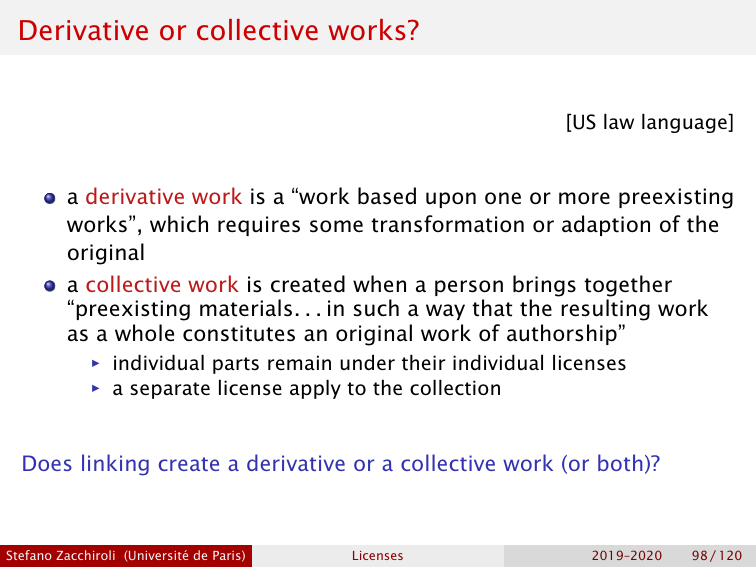 Derivative or collective works?
[US law language]
a derivative work is a “work based upon one or more preexisting
works”, which requires some transformation or adaption of the
original
a collective work is created when a person brings together
“preexisting materials. . . in such a way that the resulting work
as a whole constitutes an original work of authorship”
individual parts remain under their individual licenses
a separate license apply to the collection
Does linking create a derivative or a collective work (or both)?
Stefano Zacchiroli (Université de Paris) Licenses 2019–2020 98 / 120